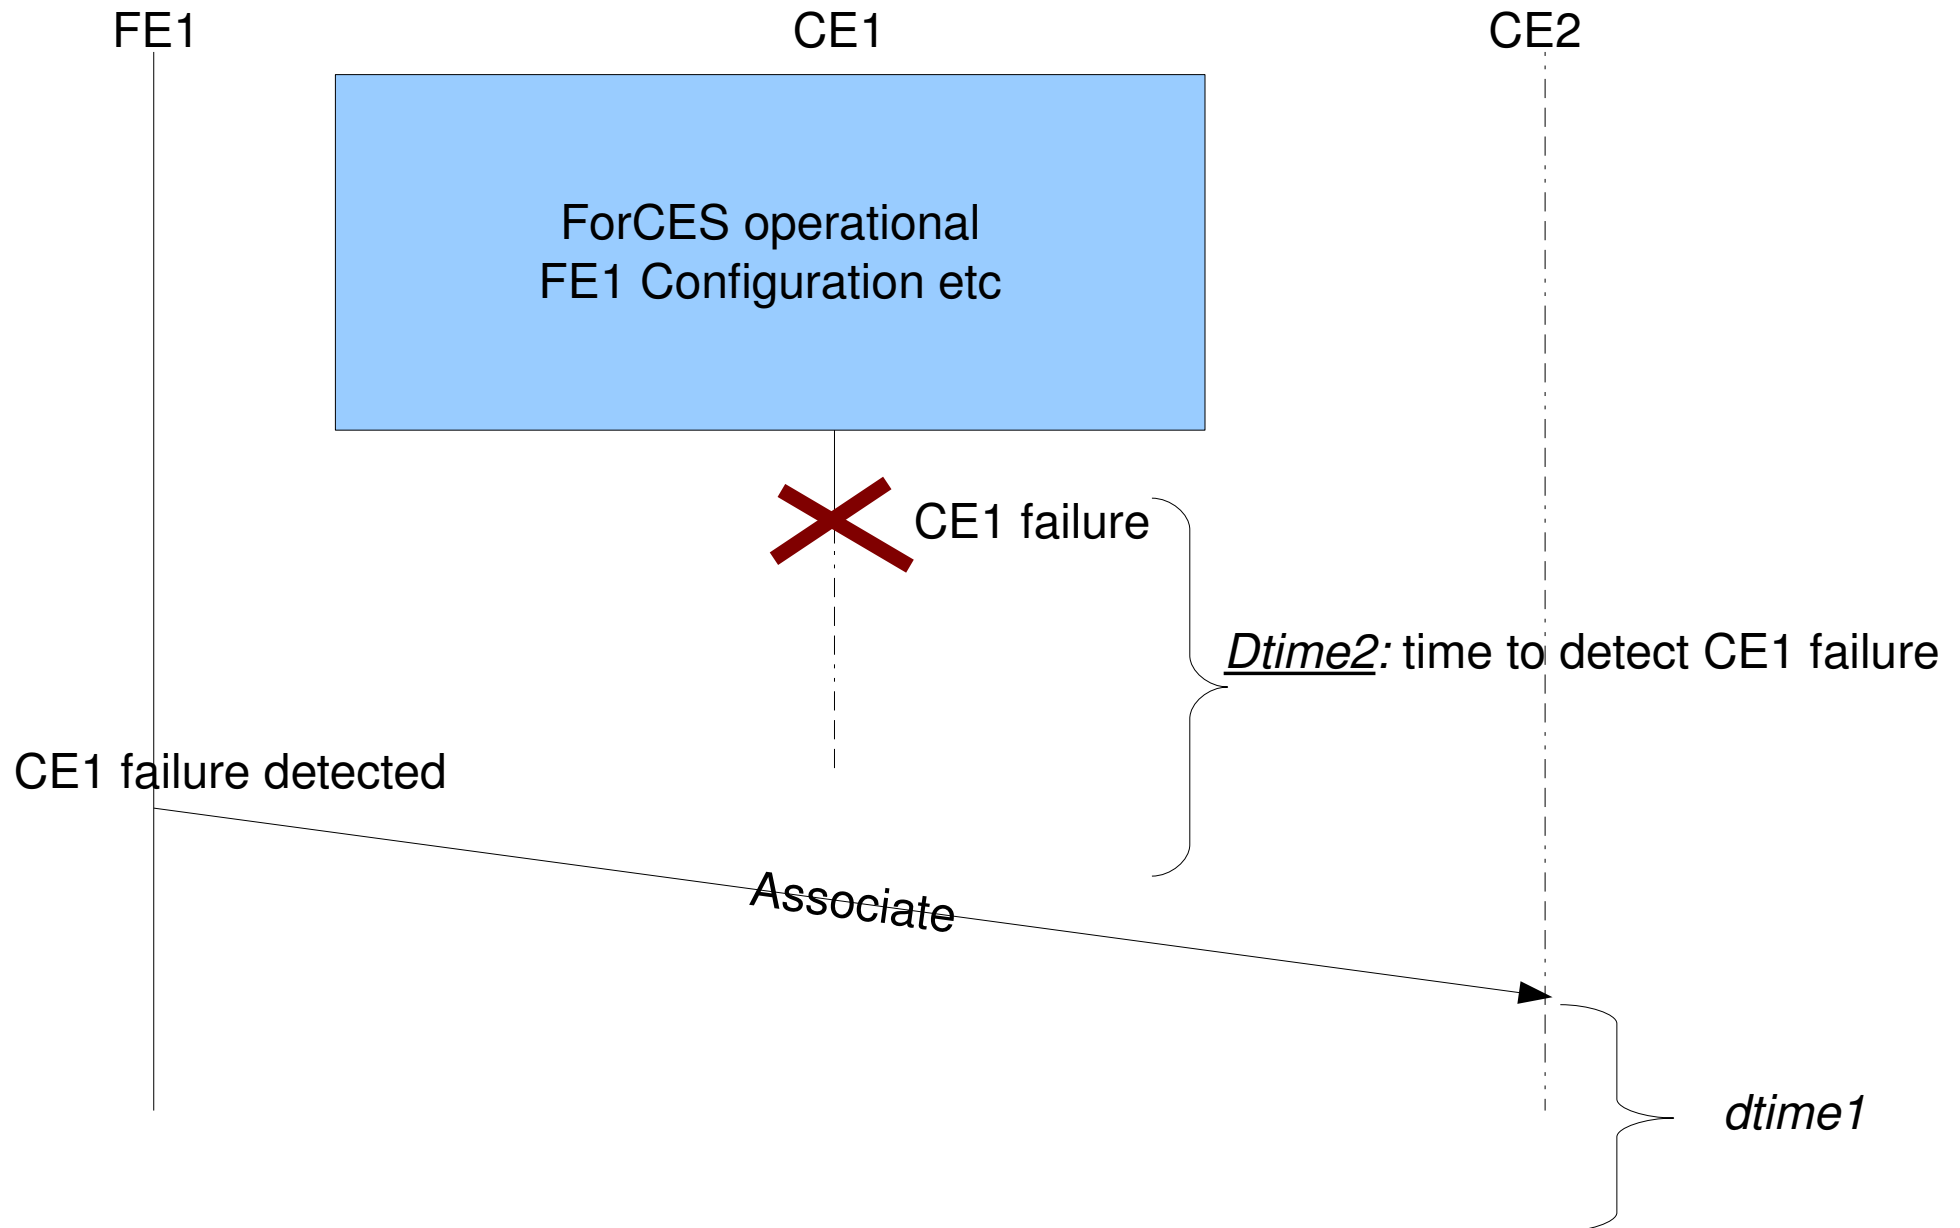 FE1
CE1
CE2
ForCES operational
FE1 Configuration etc
CE1 failure
Dtime2: time to detect CE1 failure
CE1 failure detected
Associate
dtime1